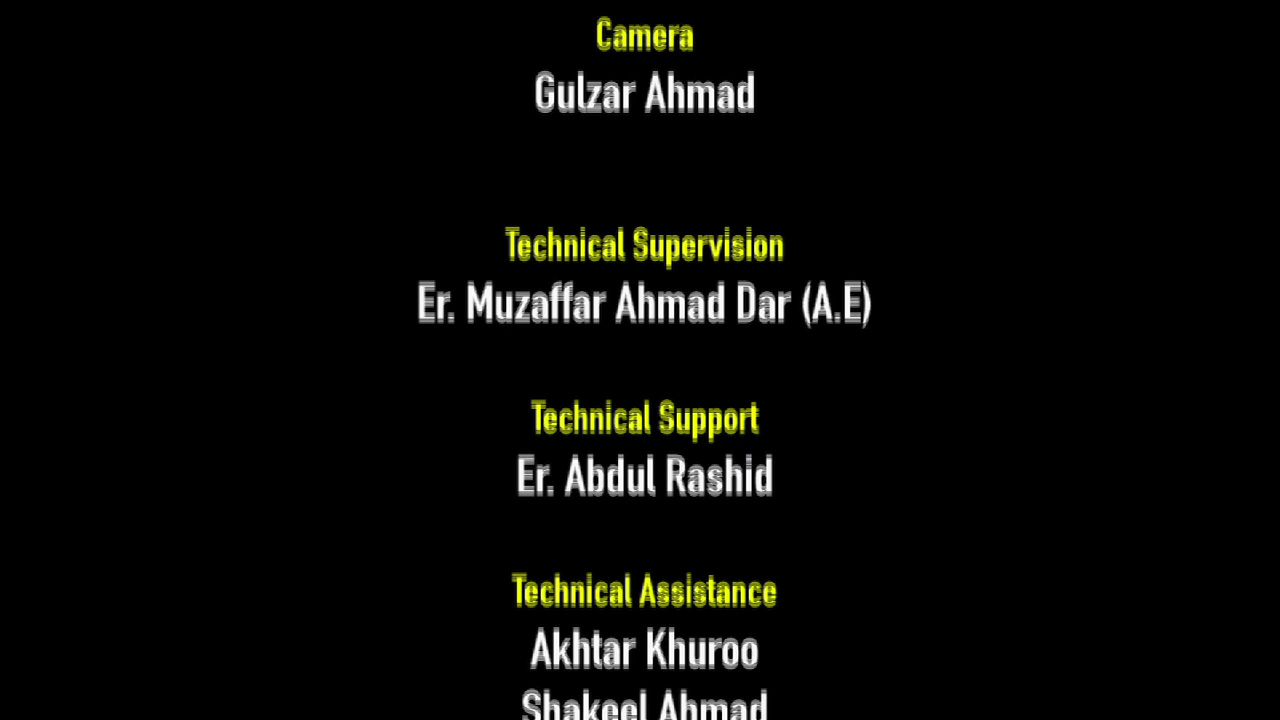 Camera
Gulzar Ahmad
Technical Supervision
Er. Muzaffar Ahmad Dar (A.E)
Technical Support
Er. Abdul Rashid
Technical Assistance
Akhtar Khuroo
Shakeel Ahmad